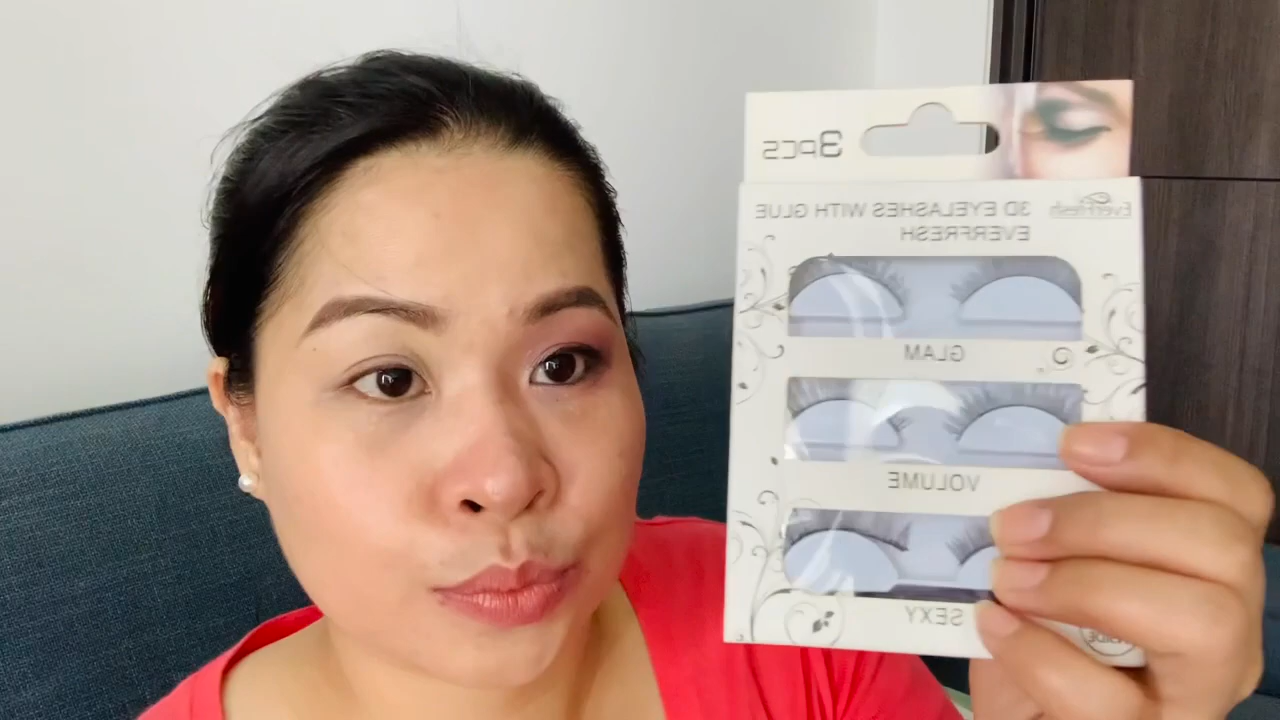 3PCS
EverFresh
3D EYELASHES WITH GLUE
EVERFRESH
GLAM
VOLUME
SEXY